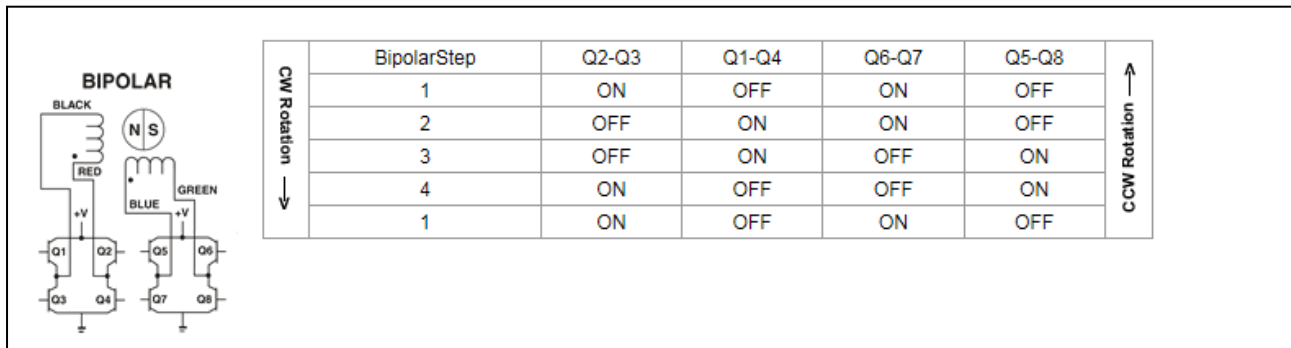 BIPOLAR
BLACK
N S
RED
GREEN
BLUE
+V +V
Q1 Q2 Q5 Q6
Q3 Q4 Q7 Q8
CW Rotation
BipolarStep Q2-Q3 Q1-Q4 Q6-Q7 Q5-Q8
1 ON OFF ON OFF
2 OFF ON ON OFF
3 OFF ON OFF ON
4 ON OFF OFF ON
1 ON OFF ON OFF
CCW Rotation